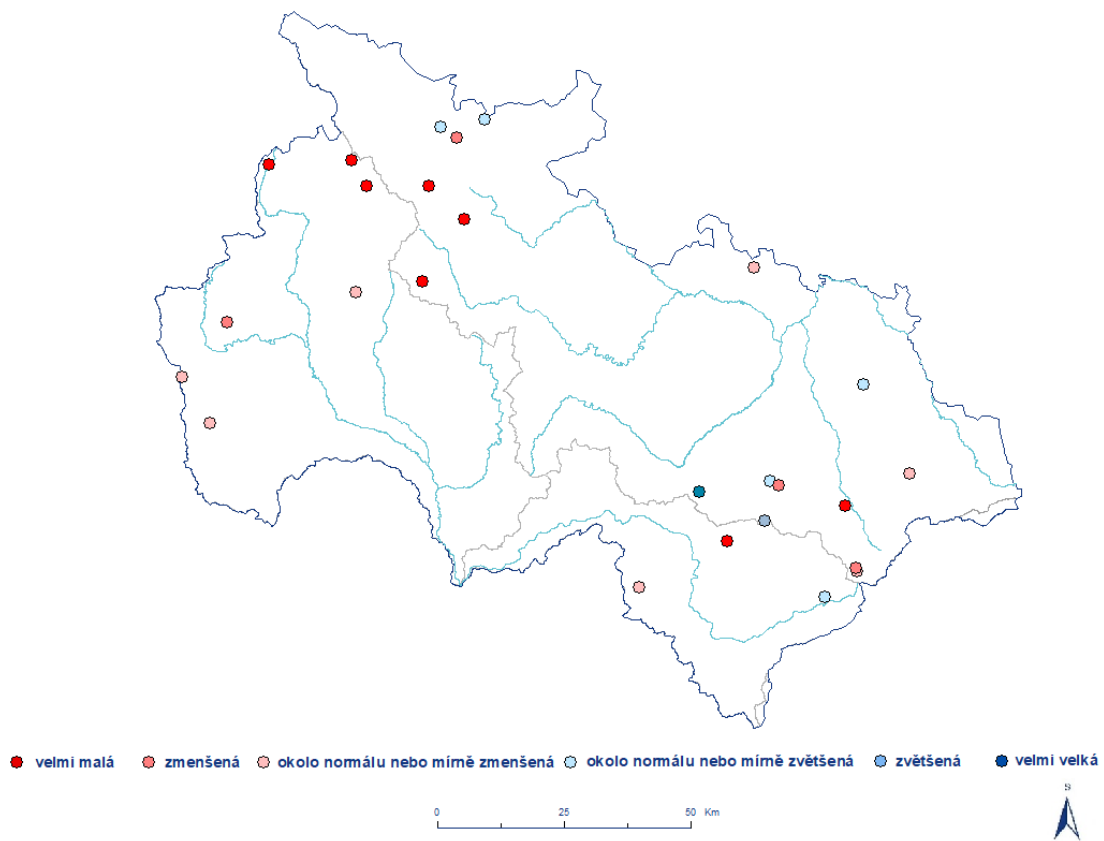 velmi malá
zmenšená
okolo normálu nebo mírně zmenšená
okolo normálu nebo mírně zvětšená
zvětšená
velmi velká
0 25 50 Km
S